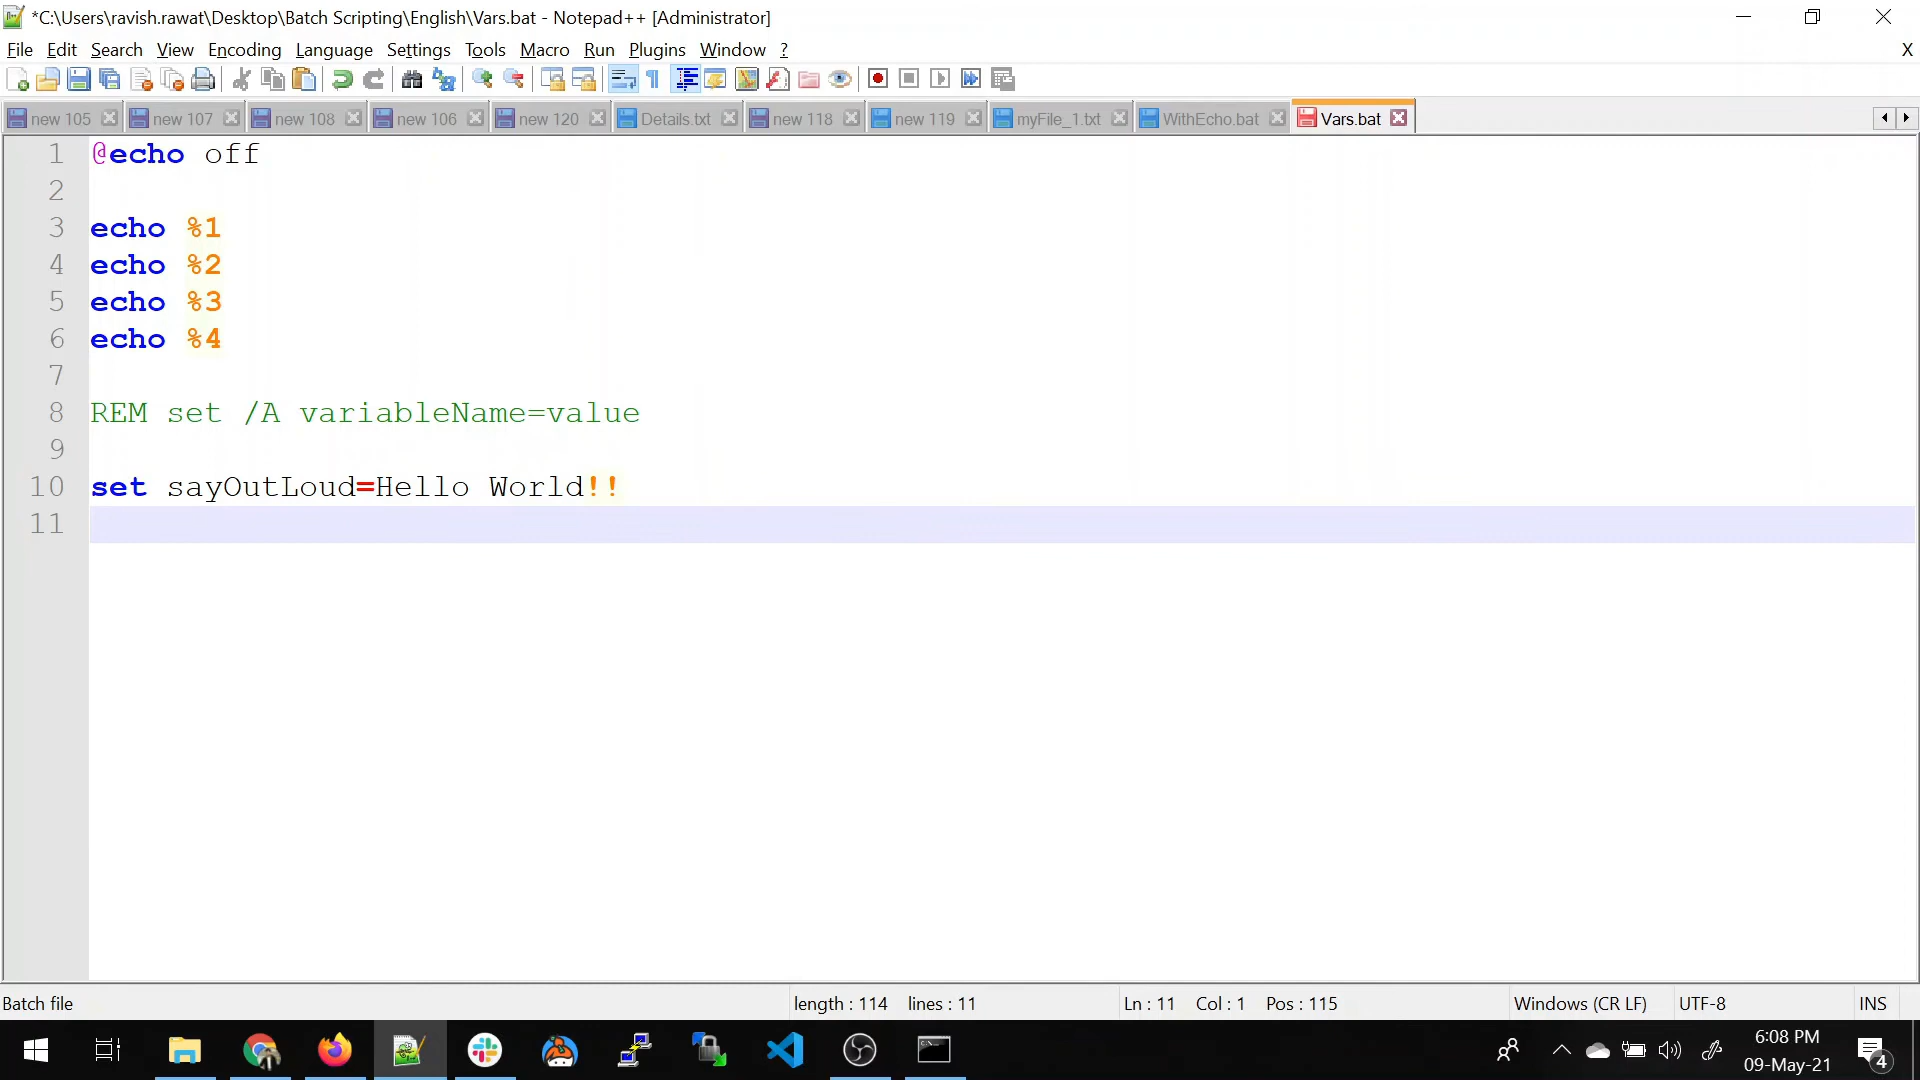 *C:\Users\ravish.rawat\Desktop\Batch Scripting\English\Vars.bat - Notepad++ [Administrator]
File Edit Search View Encoding Language Settings Tools Macro Run Plugins Window ? X
new 105 new 107 new 108 new 106 new 120 Details.txt new 118 new 119 myFile_1.txt WithEcho.bat Vars.bat
1 @echo off
2
3 echo %1
4 echo %2
5 echo %3
6 echo %4
7
8 REM set /A variableName=value
9
10 set sayOutLoud=Hello World!!
11
Batch file length : 114 lines : 11 Ln : 11 Col : 1 Pos : 115 Windows (CR LF) UTF-8 INS
6:08 PM
09-May-21
4